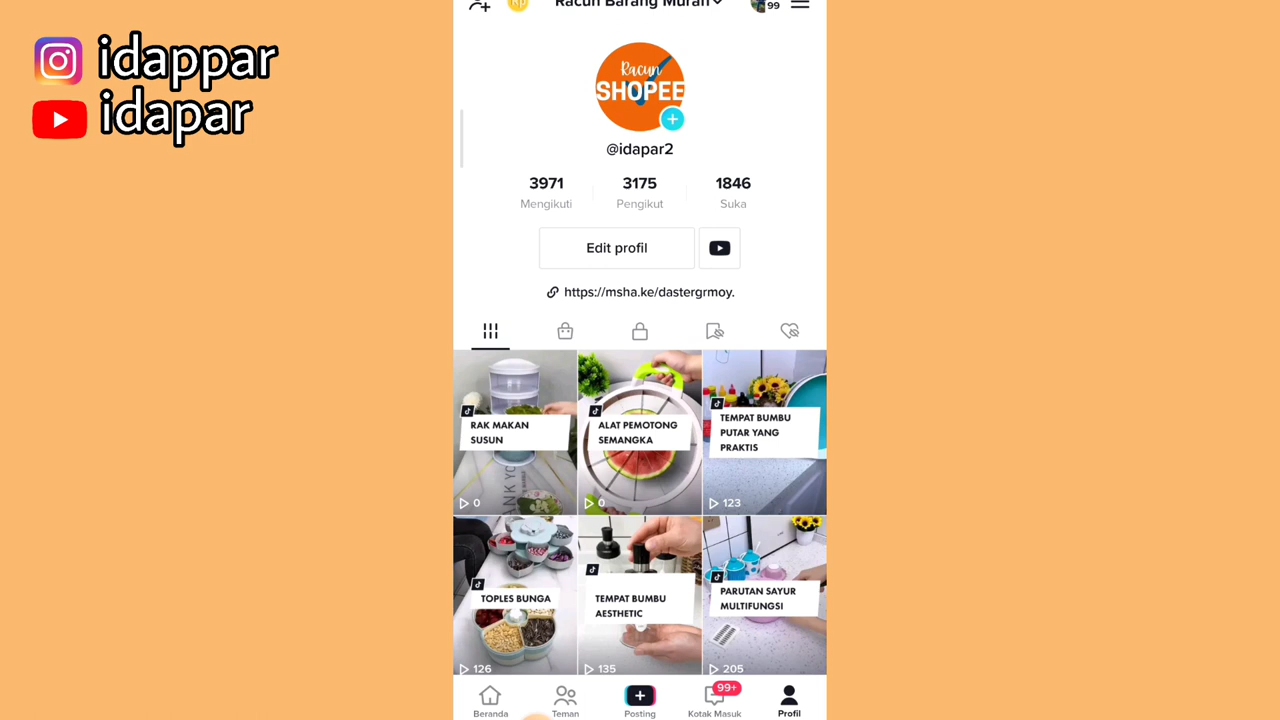 idappar
idapar
Rp
Racun Barang Murah
99
Racun
SHOPEE
@idapar2
3971
3175
1846
Mengikuti
Pengikut
Suka
Edit profil
https://msha.ke/dastergrmoy.
RAK MAKAN
SUSUN
0
ALAT PEMOTONG
SEMANGKA
0
TEMPAT BUMBU
PUTAR YANG
PRAKTIS
123
TOPLES BUNGA
126
TEMPAT BUMBU
AESTHETIC
135
PARUTAN SAYUR
MULTIFUNGSI
205
99+
Beranda
Teman
Posting
Kotak Masuk
Profil